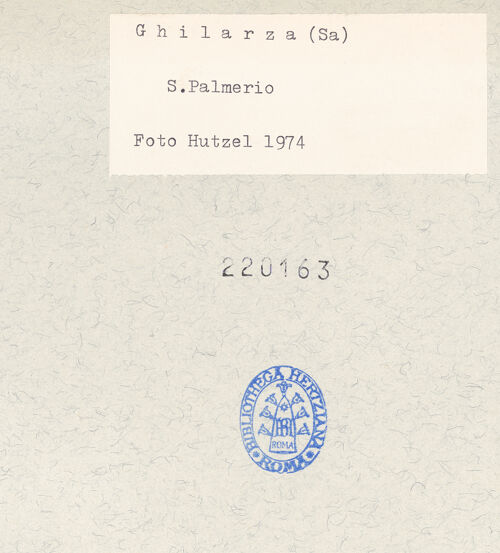 G h i l a r z a (Sa)
S.Palmerio
Foto Hutzel 1974
220163
BIBLIOTHECA HERTZIANA
ROMA
ROMA